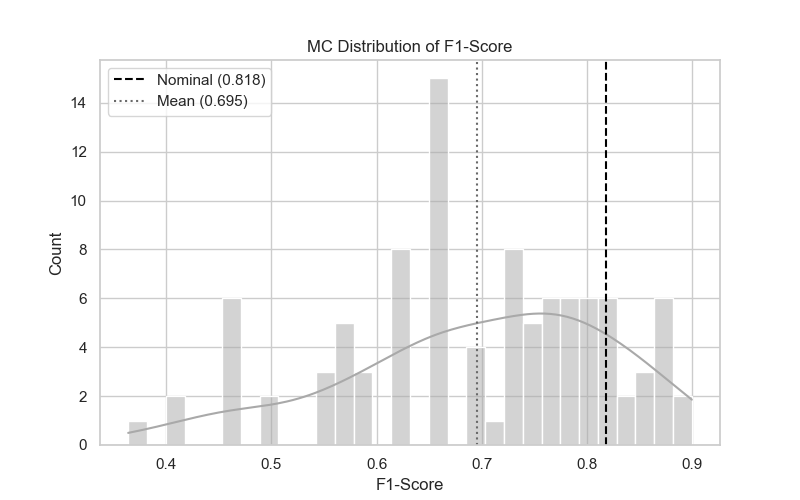 MC Distribution of F1-Score
Nominal (0.818)
Mean (0.695)
14
12
10
8
6
4
2
0
Count
0.4 0.5 0.6 0.7 0.8 0.9
F1-Score